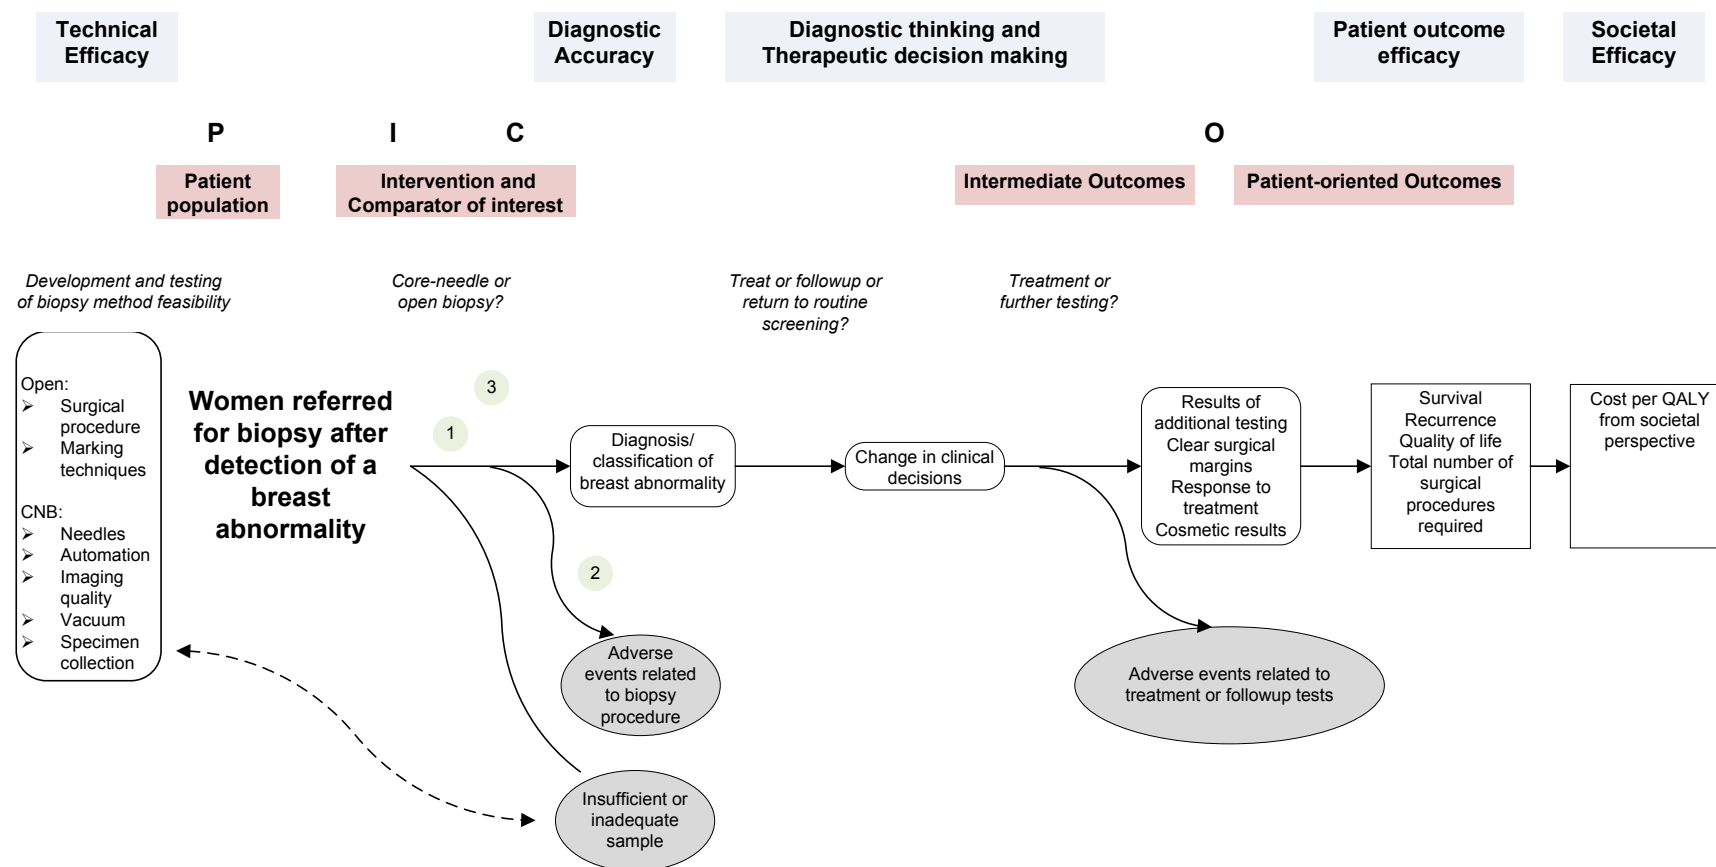 Technical
Efficacy
Diagnostic
Accuracy
Diagnostic thinking and
Therapeutic decision making
Patient outcome
efficacy
Societal
Efficacy
P
I
C
O
Patient
population
Intervention and
Comparator of interest
Intermediate Outcomes
Patient-oriented Outcomes
Development and testing
of biopsy method feasibility
Core-needle or
open biopsy?
Treat or followup or
return to routine
screening?
Treatment or
further testing?
Open:
➢ Surgical
procedure
➢ Marking
techniques
CNB:
➢ Needles
➢ Automation
➢ Imaging
quality
➢ Vacuum
➢ Specimen
collection
Women referred
for biopsy after
detection of a
breast
abnormality
1
3
2
Diagnosis/
classification of
breast abnormality
Change in clinical
decisions
Results of
additional testing
Clear surgical
margins
Response to
treatment
Cosmetic results
Survival
Recurrence
Quality of life
Total number of
surgical
procedures
required
Cost per QALY
from societal
perspective
Adverse
events related
to biopsy
procedure
Adverse events related to
treatment or followup tests
Insufficient or
inadequate
sample